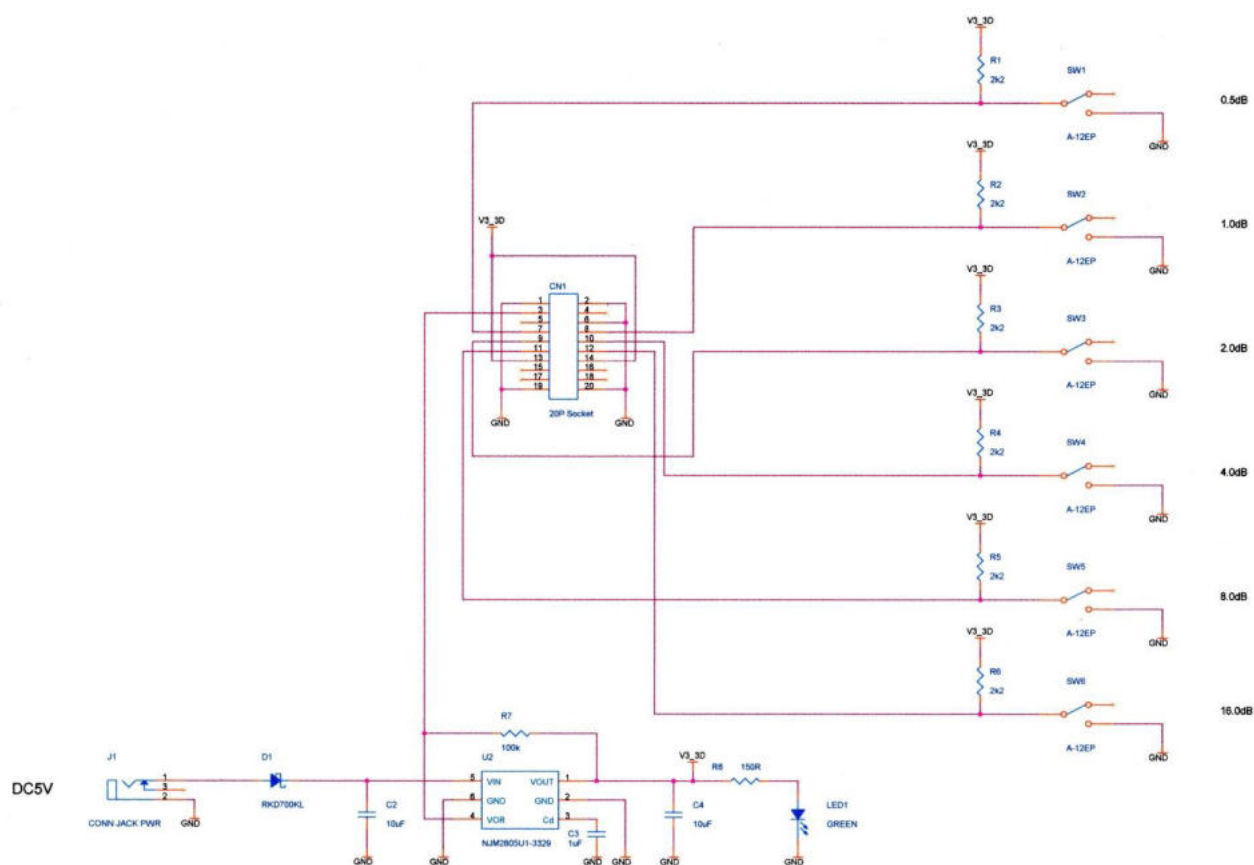 V3_3D
R1
2k2
SW1
0.5dB
A-12EP
GND
V3_3D
R2
2k2
SW2
1.0dB
A-12EP
GND
V3_3D
V3_3D
R3
2k2
SW3
2.0dB
A-12EP
GND
CN1
1 2
3 4
5 6
7 8
9 10
11 12
13 14
15 16
17 18
19 20
20P Socket
GND
GND
V3_3D
R4
2k2
SW4
4.0dB
A-12EP
GND
V3_3D
R5
2k2
SW5
8.0dB
A-12EP
GND
V3_3D
R6
2k2
SW6
16.0dB
A-12EP
GND
R7
100k
DC5V
J1
1
3
2
CONN JACK PWR
GND
D1
RKD700KL
C2
10uF
GND
U2
5 VIN VOUT 1
6 GND GND 2
4 VOR Cd 3
NJM2805U1-3329
GND
C3
1uF
GND
GND
C4
10uF
GND
V3_3D
150R
LED1
GREEN
GND